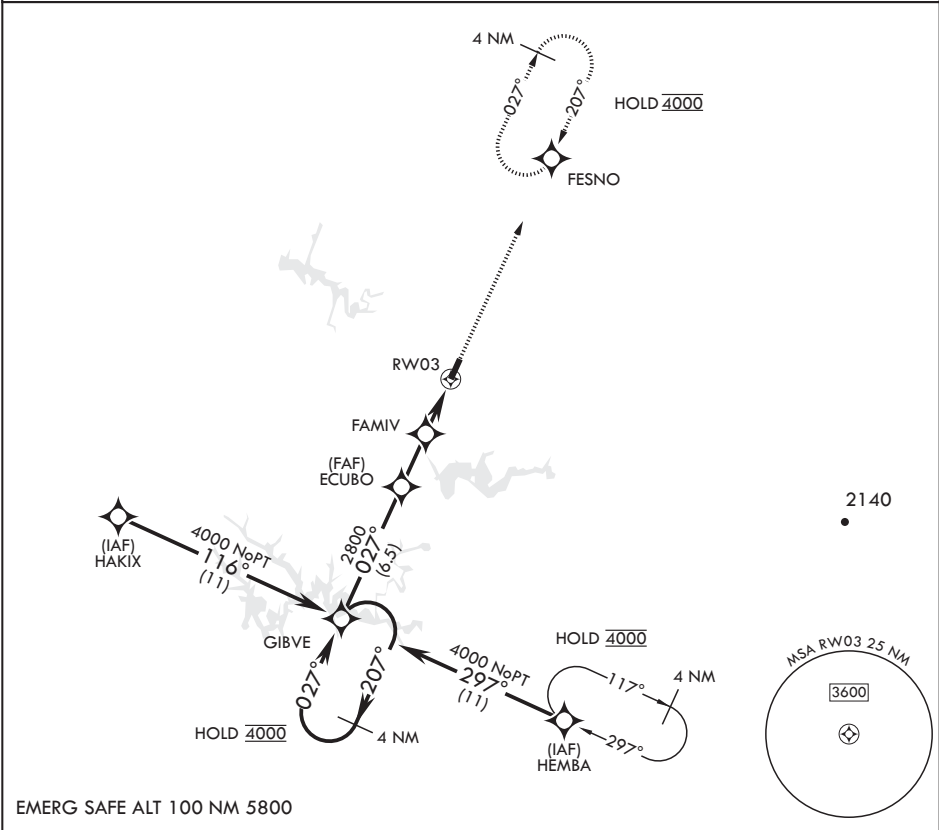 4 NM
027°
207°
HOLD 4000
FESNO
RW03
FAMIV
(FAF)
ECUBO
2140
(IAF)
HAKIX
4000 NoPT
116°
(11)
2800
027°
(6.5)
GIBVE
HOLD 4000
4000 NoPT
297°
(11)
117°
4 NM
297°
(IAF)
HEMBA
027°
207°
HOLD 4000
4 NM
MSA RW03 25 NM
3600
EMERG SAFE ALT 100 NM 5800